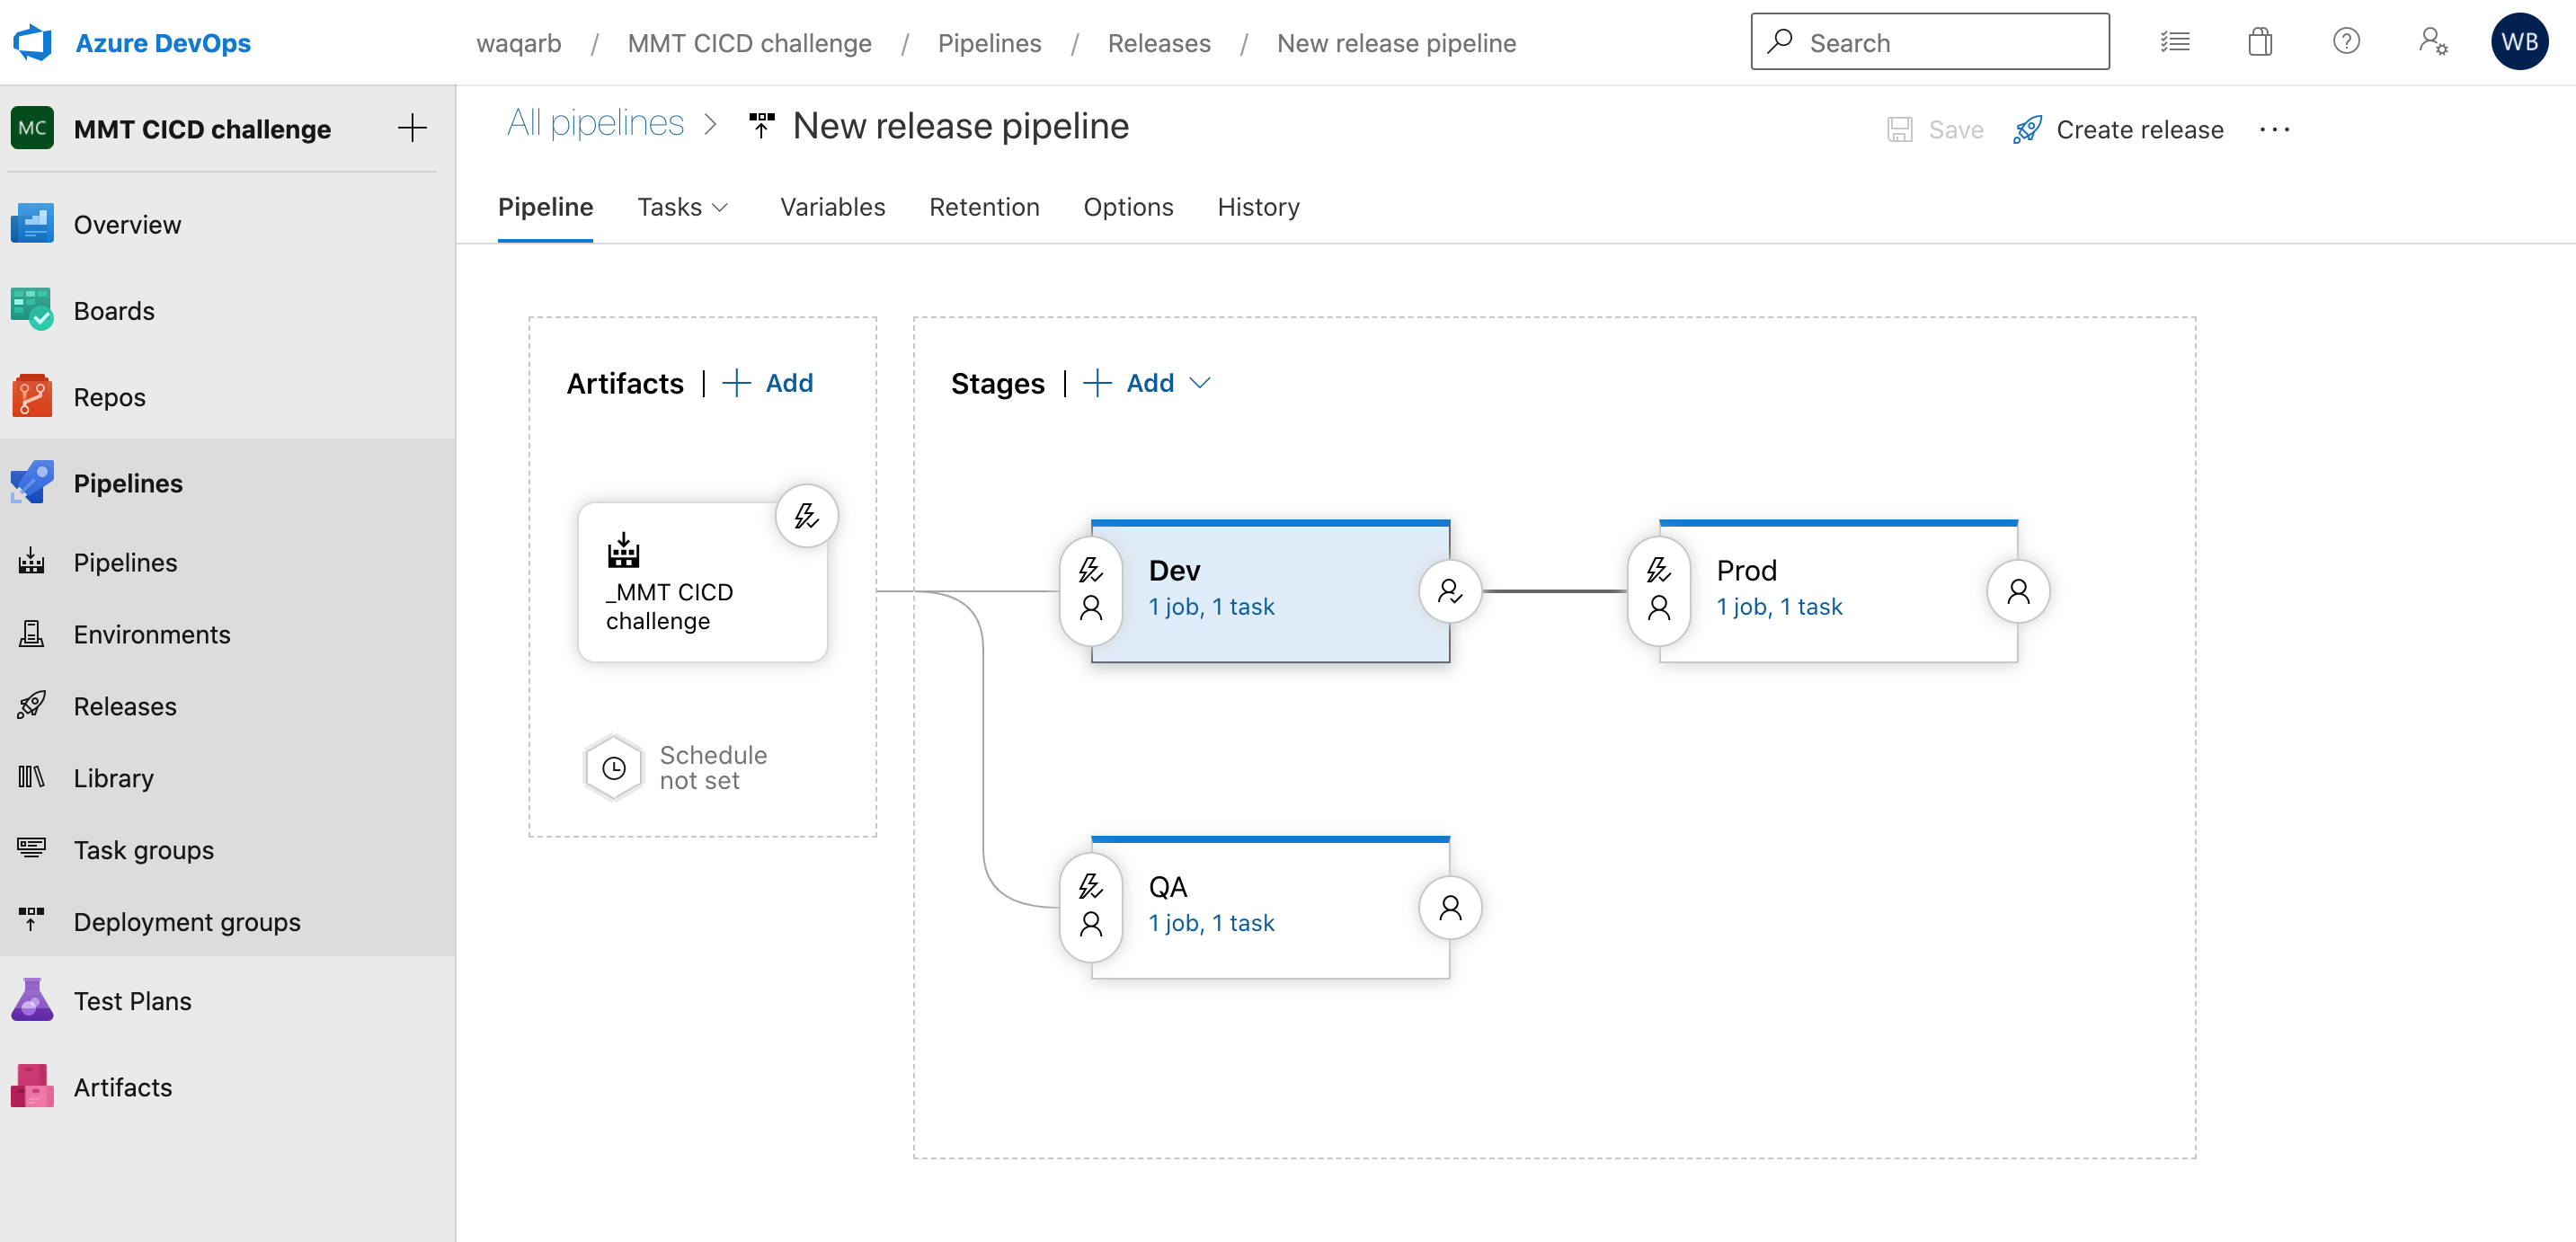 Azure DevOps
waqarb / MMT CICD challenge / Pipelines / Releases / New release pipeline
Search
WB
MC
MMT CICD challenge
Overview
Boards
Repos
Pipelines
Pipelines
Environments
Releases
Library
Task groups
Deployment groups
Test Plans
Artifacts
All pipelines > New release pipeline
Save
Create release
Pipeline Tasks Variables Retention Options History
Artifacts | + Add
_MMT CICD
challenge
Schedule
not set
Stages | + Add
Dev
1 job, 1 task
Prod
1 job, 1 task
QA
1 job, 1 task